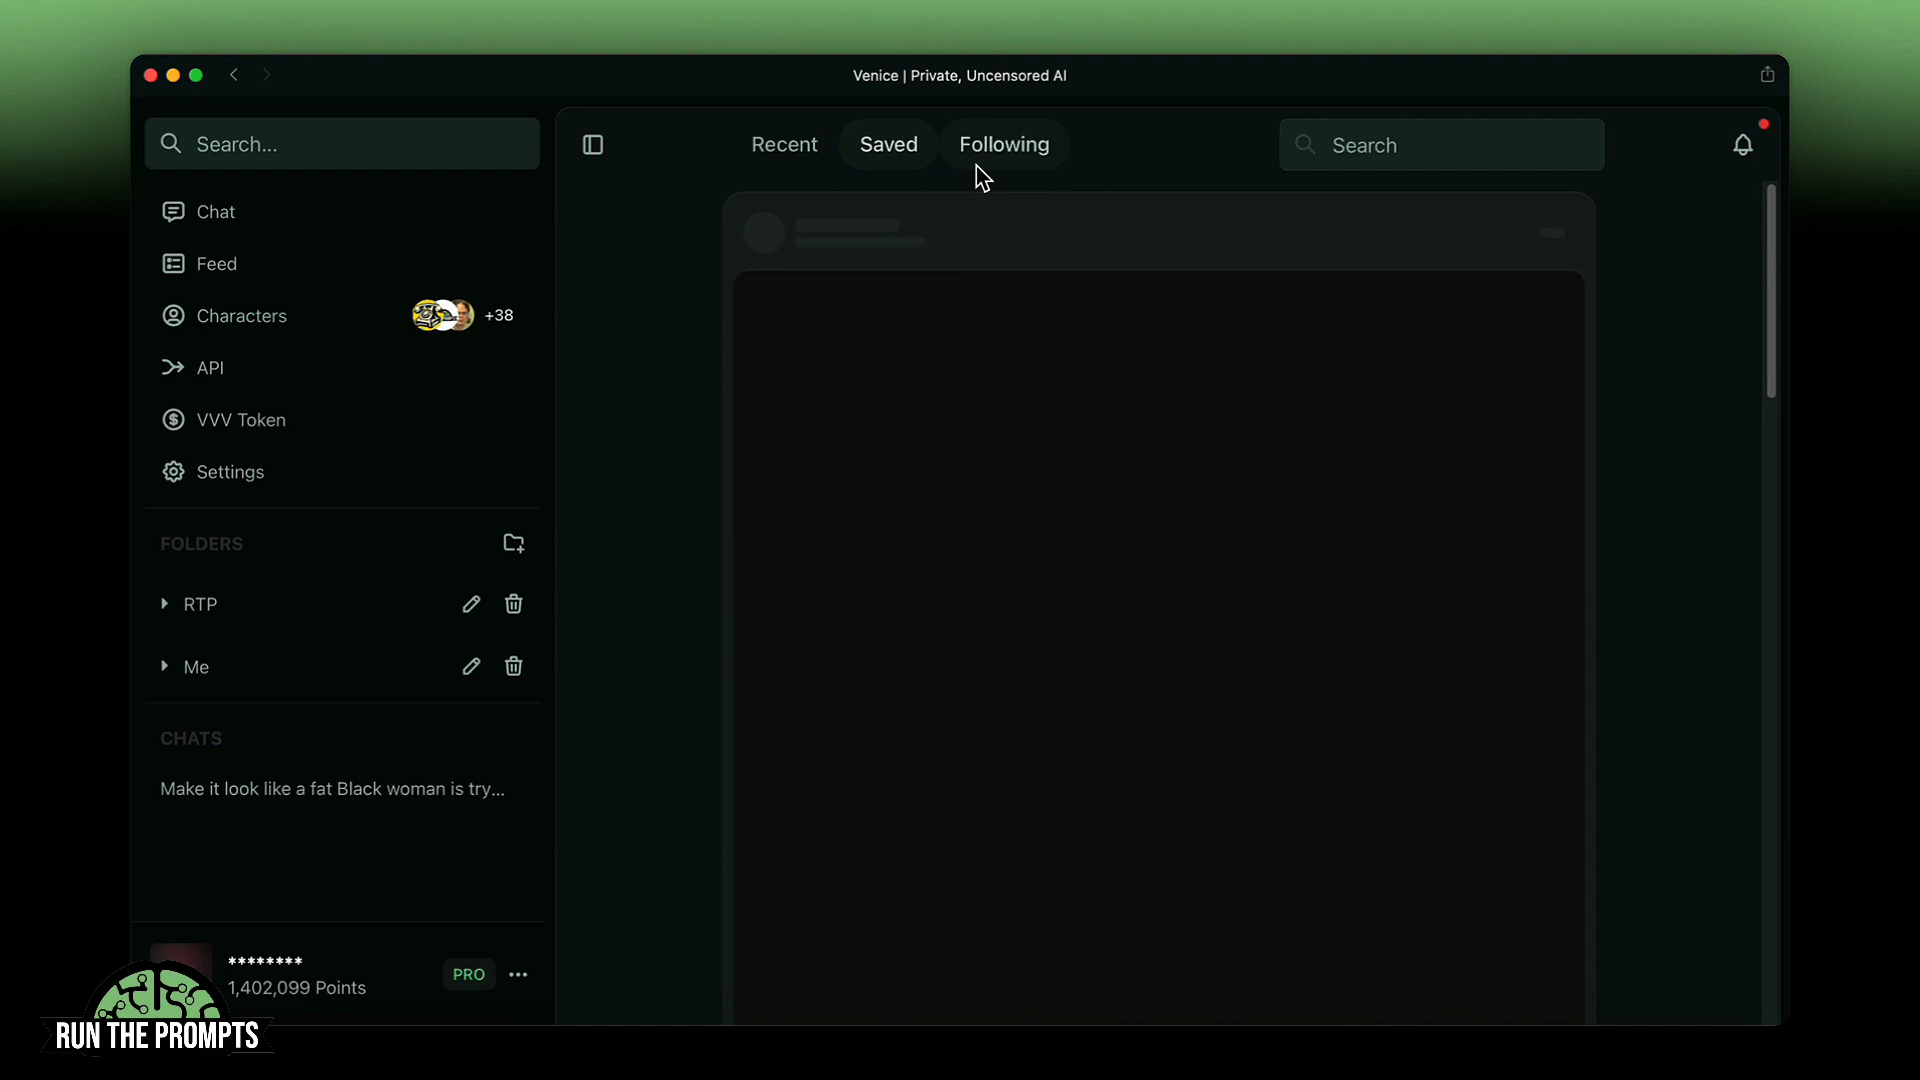 Venice | Private, Uncensored AI
Search...
Recent
Saved
Following
Search
Chat
Feed
Characters
+38
API
VVV Token
Settings
FOLDERS
RTP
Me
CHATS
Make it look like a fat Black woman is try...
********
1,402,099 Points
PRO
RUN THE PROMPTS